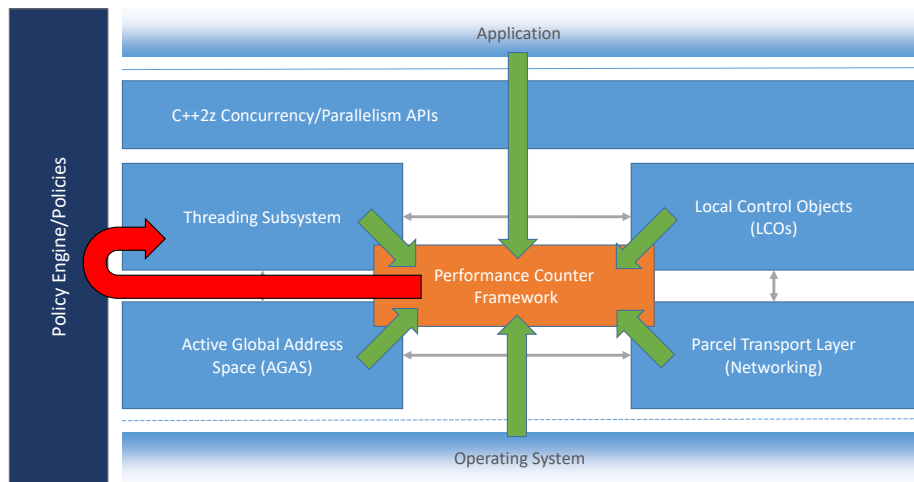 Application
C++2z Concurrency/Parallelism APIs
Policy Engine/Policies
Threading Subsystem
Local Control Objects
(LCOs)
Performance Counter
Framework
Active Global Address
Space (AGAS)
Parcel Transport Layer
(Networking)
Operating System